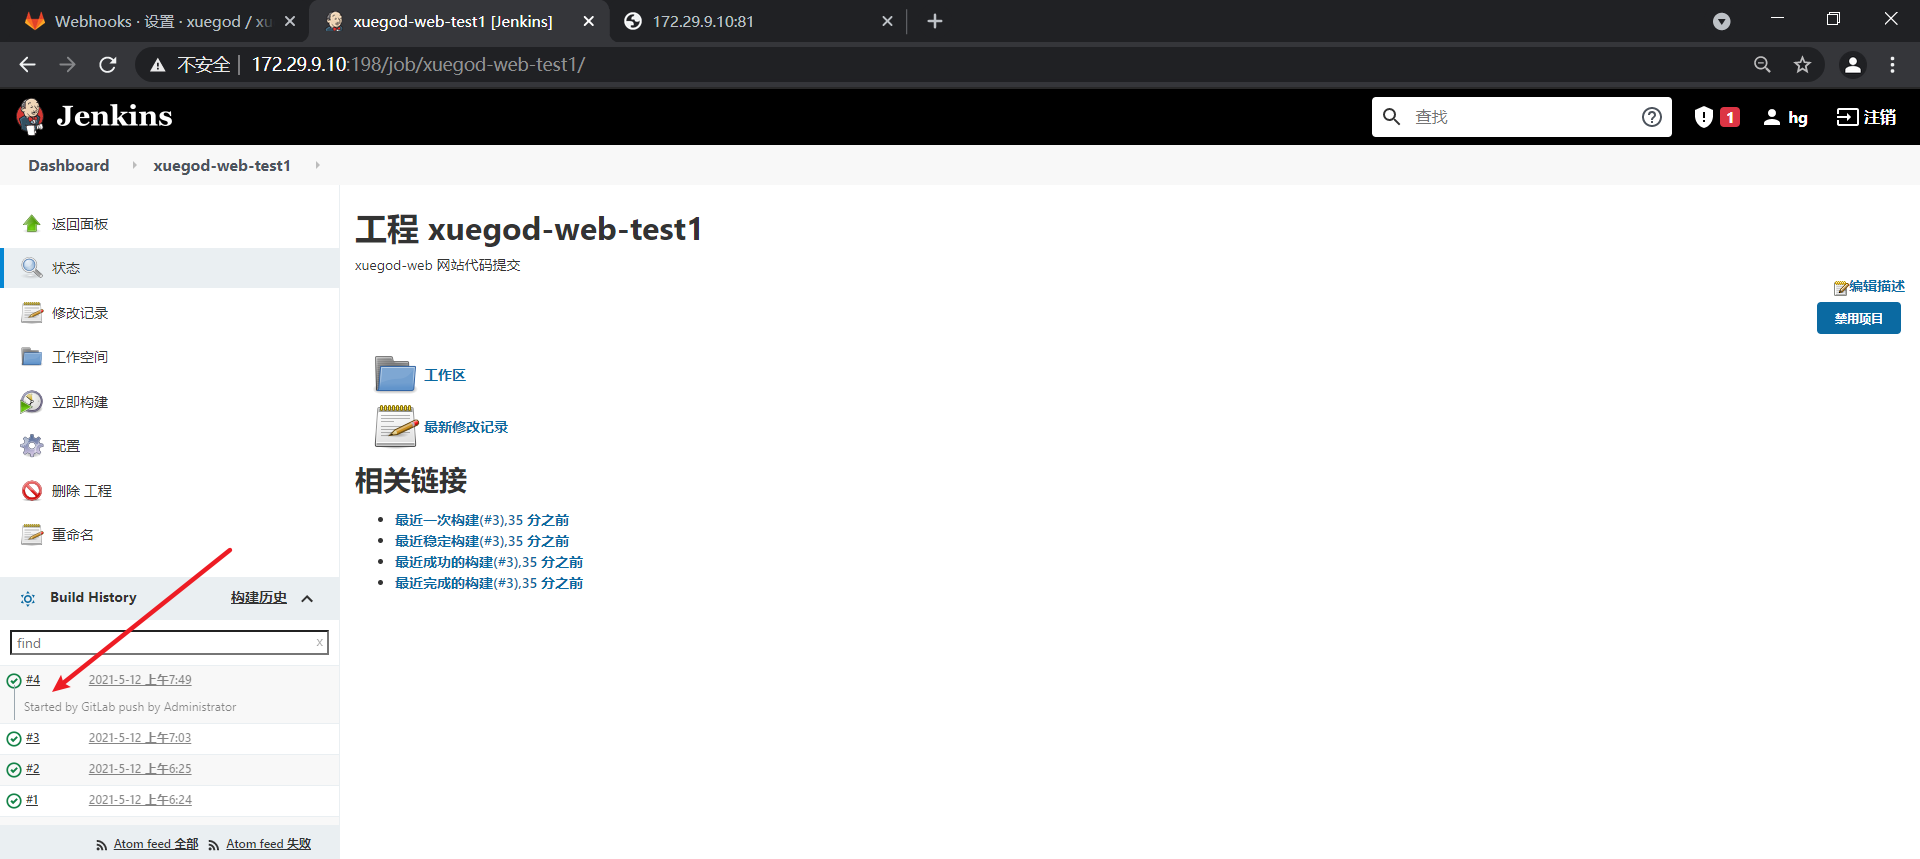 Webhooks · 设置 · xuegod / xu
xuegod-web-test1 [Jenkins]
172.29.9.10:81
不安全
172.29.9.10:198/job/xuegod-web-test1/
Jenkins
查找
1
hg
注销
Dashboard
xuegod-web-test1
返回面板
状态
修改记录
工作空间
立即构建
配置
删除 工程
重命名
工程 xuegod-web-test1
xuegod-web 网站代码提交
编辑描述
禁用项目
工作区
最新修改记录
相关链接
最近一次构建(#3),35 分之前
最近稳定构建(#3),35 分之前
最近成功的构建(#3),35 分之前
最近完成的构建(#3),35 分之前
Build History
构建历史
find
x
#4 2021-5-12 上午7:49
Started by GitLab push by Administrator
#3 2021-5-12 上午7:03
#2 2021-5-12 上午6:25
#1 2021-5-12 上午6:24
Atom feed 全部
Atom feed 失败